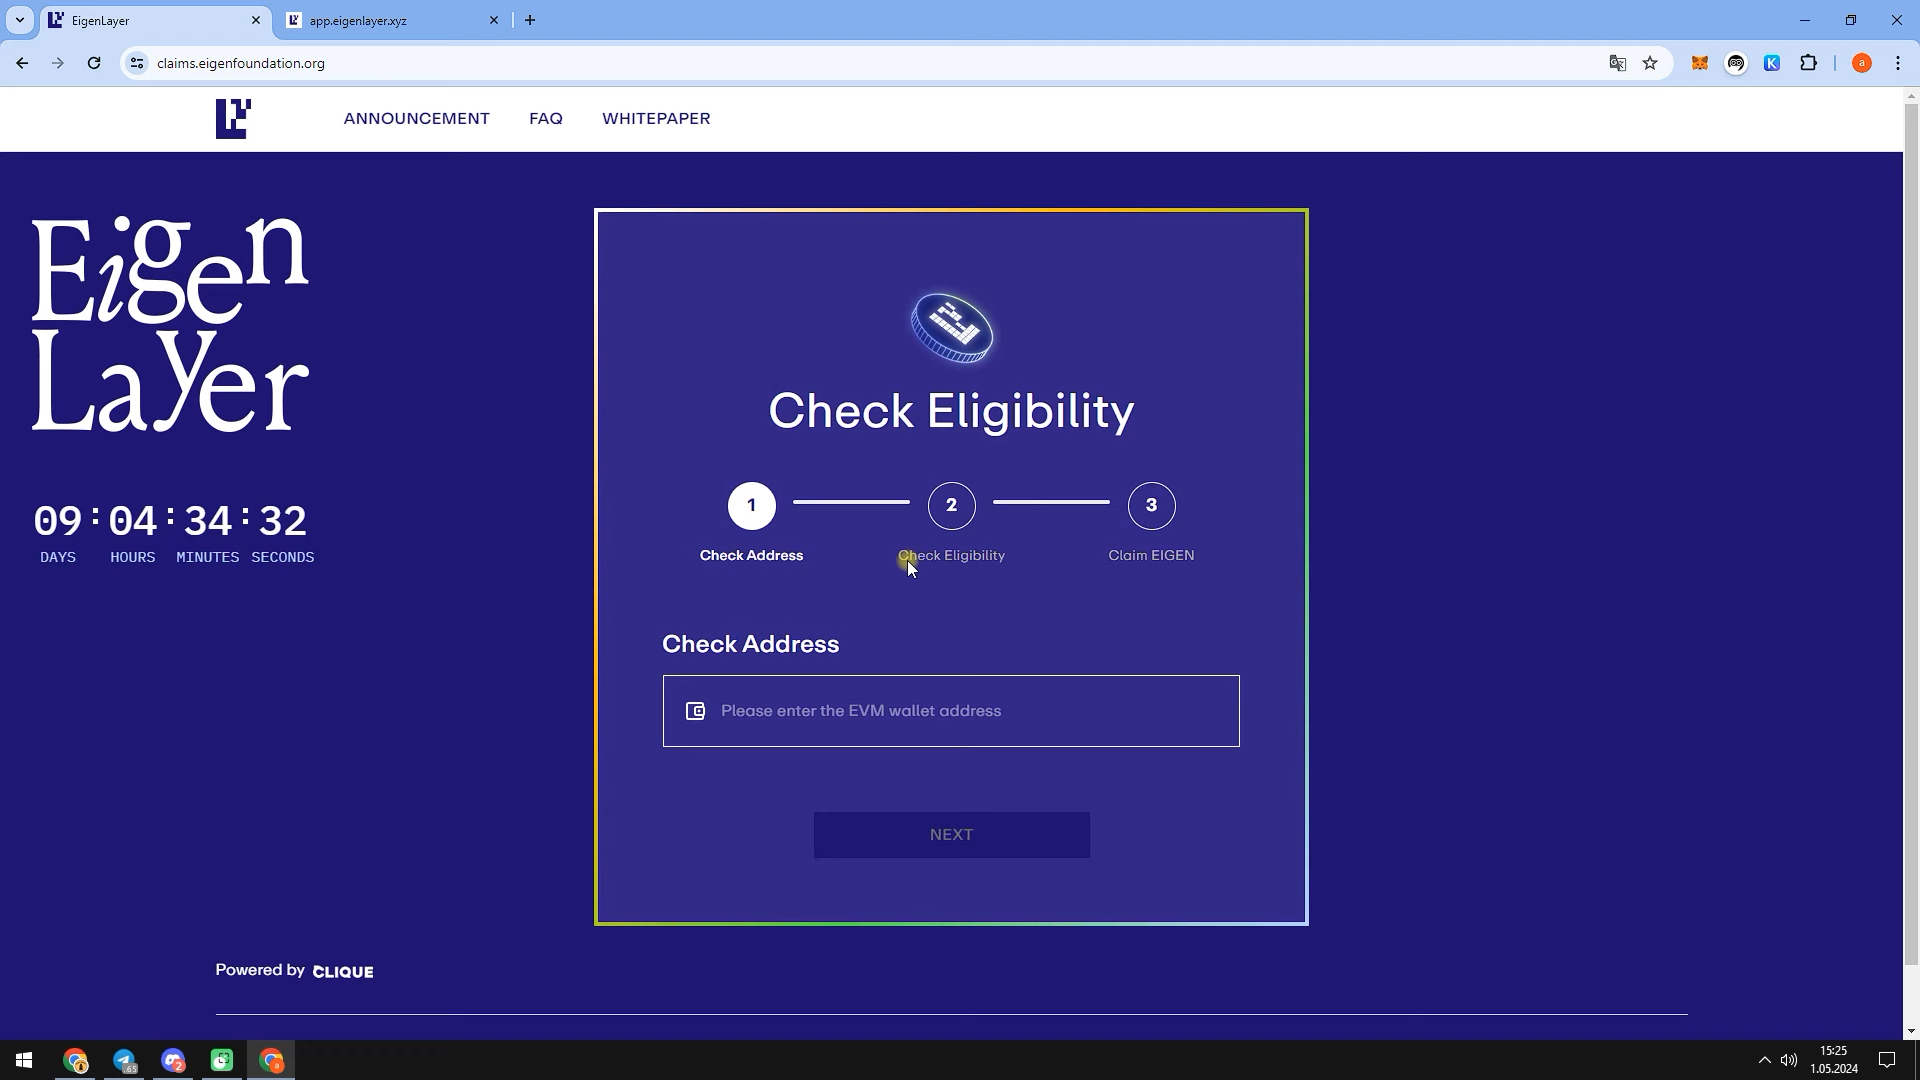 EigenLayer
app.eigenlayer.xyz
claims.eigenfoundation.org
K
a
ANNOUNCEMENT
FAQ
WHITEPAPER
Eigen
Layer
09:04:34:32
DAYS HOURS MINUTES SECONDS
Check Eligibility
1
2
3
Check Address
Check Eligibility
Claim EIGEN
Check Address
Please enter the EVM wallet address
NEXT
Powered by CLIQUE
65
2
a
15:25
1.05.2024